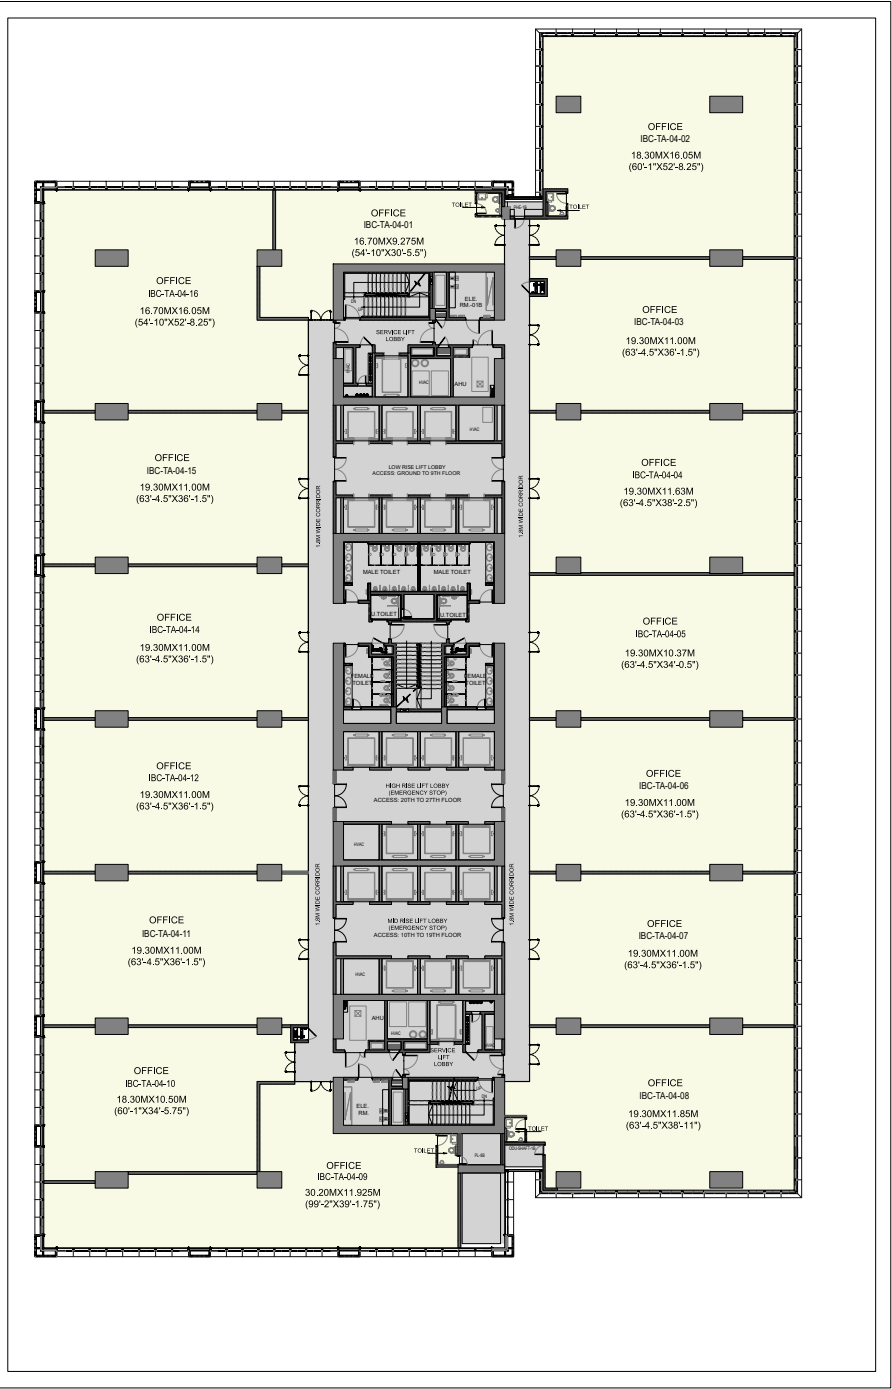 OFFICE
IBC-TA-04-02
18.30MX16.05M
(60'-1"X52'-8.25")
TOILET
TOILET
OFFICE
IBC-TA-04-01
16.70MX9.275M
(54'-10"X30'-5.5")
OFFICE
IBC-TA-04-16
16.70MX16.05M
(54'-10"X52'-8.25")
ELE.
RM.-01B
UP
DN
SERVICE LIFT
LOBBY
OFFICE
IBC-TA-04-03
19.30MX11.00M
(63'-4.5"X36'-1.5")
HVAC
HVAC
AHU
HVAC
OFFICE
IBC-TA-04-15
19.30MX11.00M
(63'-4.5"X36'-1.5")
LOW RISE LIFT LOBBY
ACCESS: GROUND TO 9TH FLOOR
OFFICE
IBC-TA-04-04
19.30MX11.63M
(63'-4.5"X38'-2.5")
1.8M WIDE CORRIDOR
1.8M WIDE CORRIDOR
MALE TOILET
MALE TOILET
U.TOILET
U.TOILET
OFFICE
IBC-TA-04-14
19.30MX11.00M
(63'-4.5"X36'-1.5")
OFFICE
IBC-TA-04-05
19.30MX10.37M
(63'-4.5"X34'-0.5")
FEMALE
TOILET
FEMALE
TOILET
OFFICE
IBC-TA-04-12
19.30MX11.00M
(63'-4.5"X36'-1.5")
HIGH RISE LIFT LOBBY
(EMERGENCY STOP)
ACCESS: 20TH TO 27TH FLOOR
OFFICE
IBC-TA-04-06
19.30MX11.00M
(63'-4.5"X36'-1.5")
HVAC
1.8M WIDE CORRIDOR
1.8M WIDE CORRIDOR
OFFICE
IBC-TA-04-11
19.30MX11.00M
(63'-4.5"X36'-1.5")
MID RISE LIFT LOBBY
(EMERGENCY STOP)
ACCESS: 10TH TO 19TH FLOOR
OFFICE
IBC-TA-04-07
19.30MX11.00M
(63'-4.5"X36'-1.5")
HVAC
AHU
HVAC
SERVICE
LIFT
LOBBY
OFFICE
IBC-TA-04-10
18.30MX10.50M
(60'-1"X34'-5.75")
ELE.
RM.
DN
OFFICE
IBC-TA-04-08
19.30MX11.85M
(63'-4.5"X38'-11")
TOILET
TOILET
OFFICE
IBC-TA-04-09
30.20MX11.925M
(99'-2"X39'-1.75")